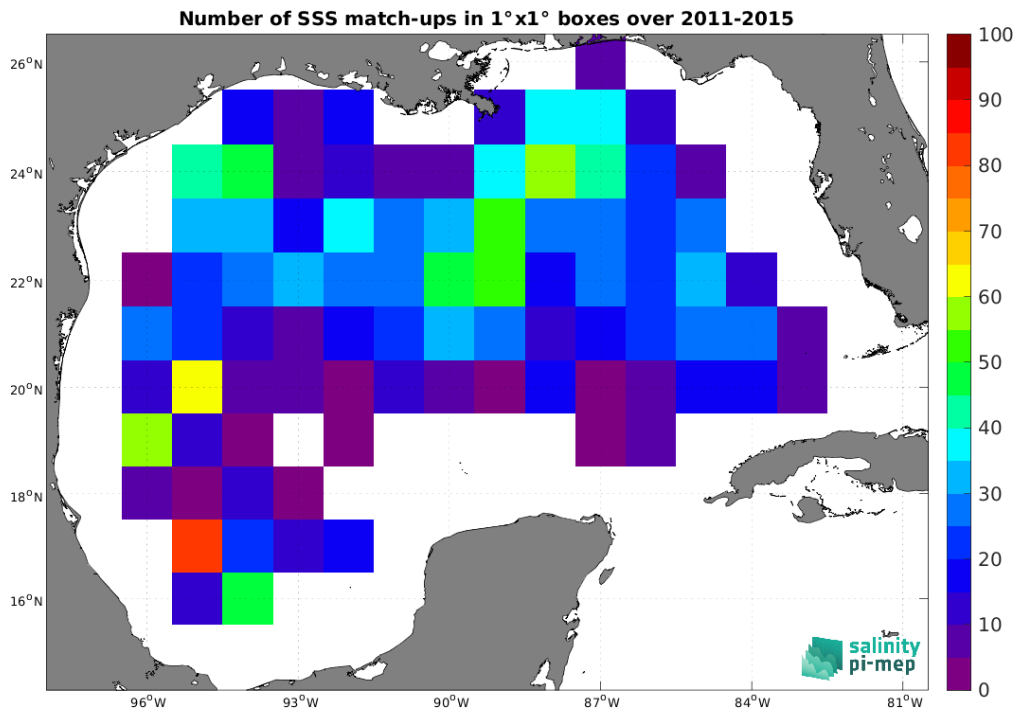 Number of SSS match-ups in 1°x1° boxes over 2011-2015
26°N
24°N
22°N
20°N
18°N
16°N
96°W
93°W
90°W
87°W
84°W
81°W
100
90
80
70
60
50
40
30
20
10
0
salinity
pi-mep